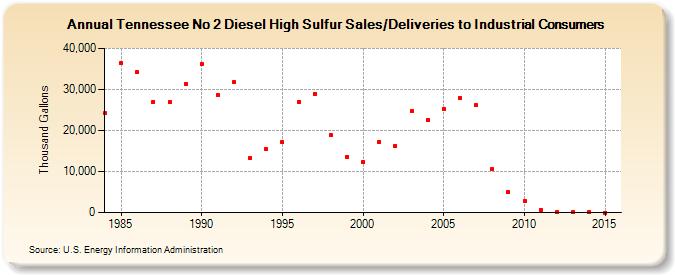 Annual Tennessee No 2 Diesel High Sulfur Sales/Deliveries to Industrial Consumers
Thousand Gallons
40,000
30,000
20,000
10,000
0
1985 1990 1995 2000 2005 2010 2015
Source: U.S. Energy Information Administration